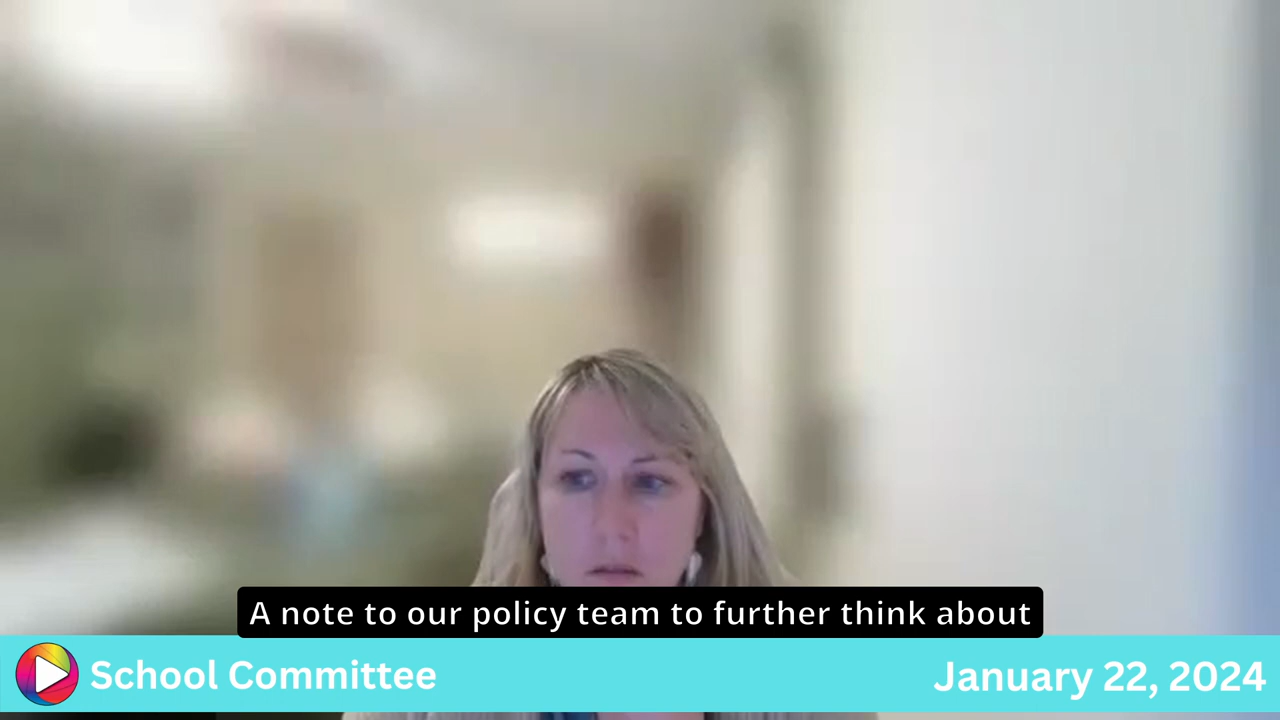 A note to our policy team to further think about
School Committee
January 22, 2024